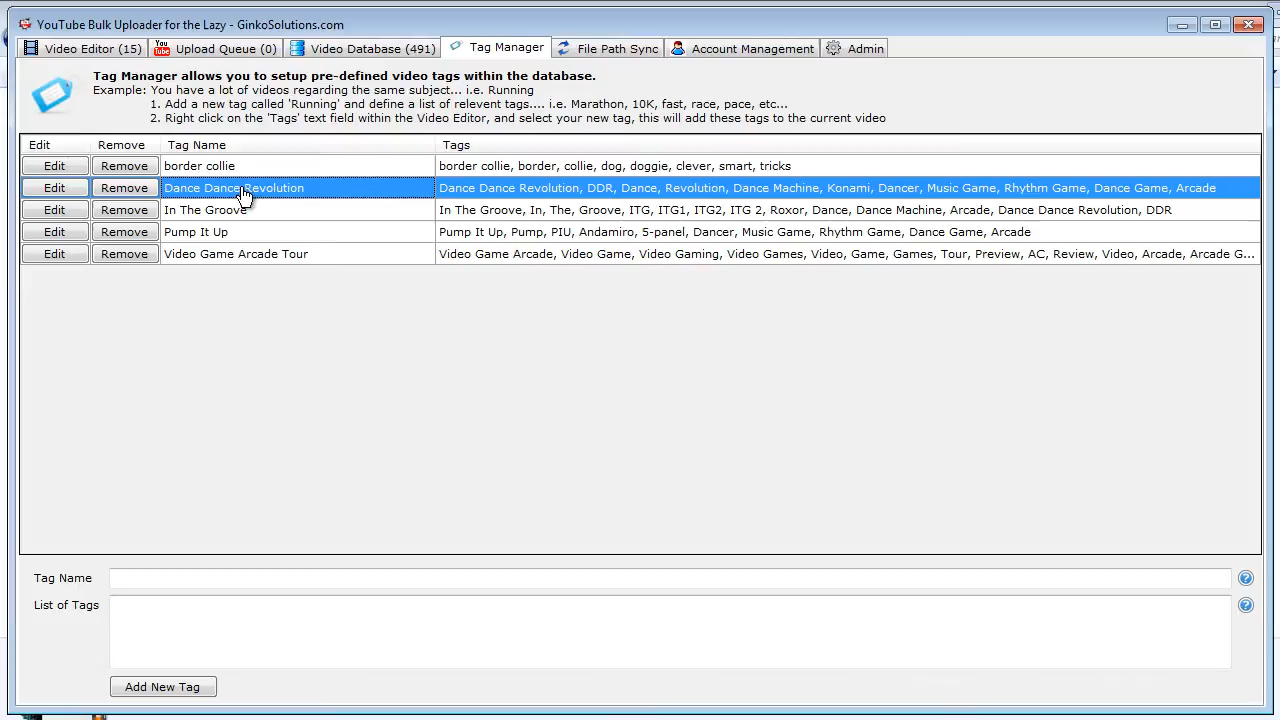 YouTube Bulk Uploader for the Lazy - GinkoSolutions.com
Video Editor (15) You Tube Upload Queue (0) Video Database (491) Tag Manager File Path Sync Account Management Admin
Tag Manager allows you to setup pre-defined video tags within the database.
Example: You have a lot of videos regarding the same subject... i.e. Running
1. Add a new tag called 'Running' and define a list of relevant tags.... i.e. Marathon, 10K, fast, race, pace, etc...
2. Right click on the 'Tags' text field within the Video Editor, and select your new tag, this will add these tags to the current video
Edit Remove Tag Name Tags
Edit Remove border collie border collie, border, collie, dog, doggie, clever, smart, tricks
Edit Remove Dance Dance Revolution Dance Dance Revolution, DDR, Dance, Revolution, Dance Machine, Konami, Dancer, Music Game, Rhythm Game, Dance Game, Arcade
Edit Remove In The Groove In The Groove, In, The, Groove, ITG, ITG1, ITG2, ITG 2, Roxor, Dance, Dance Machine, Arcade, Dance Dance Revolution, DDR
Edit Remove Pump It Up Pump It Up, Pump, PIU, Andamiro, 5-panel, Dancer, Music Game, Rhythm Game, Dance Game, Arcade
Edit Remove Video Game Arcade Tour Video Game Arcade, Video Game, Video Gaming, Video Games, Video, Game, Games, Tour, Preview, AC, Review, Video, Arcade, Arcade G...
Tag Name
List of Tags
Add New Tag